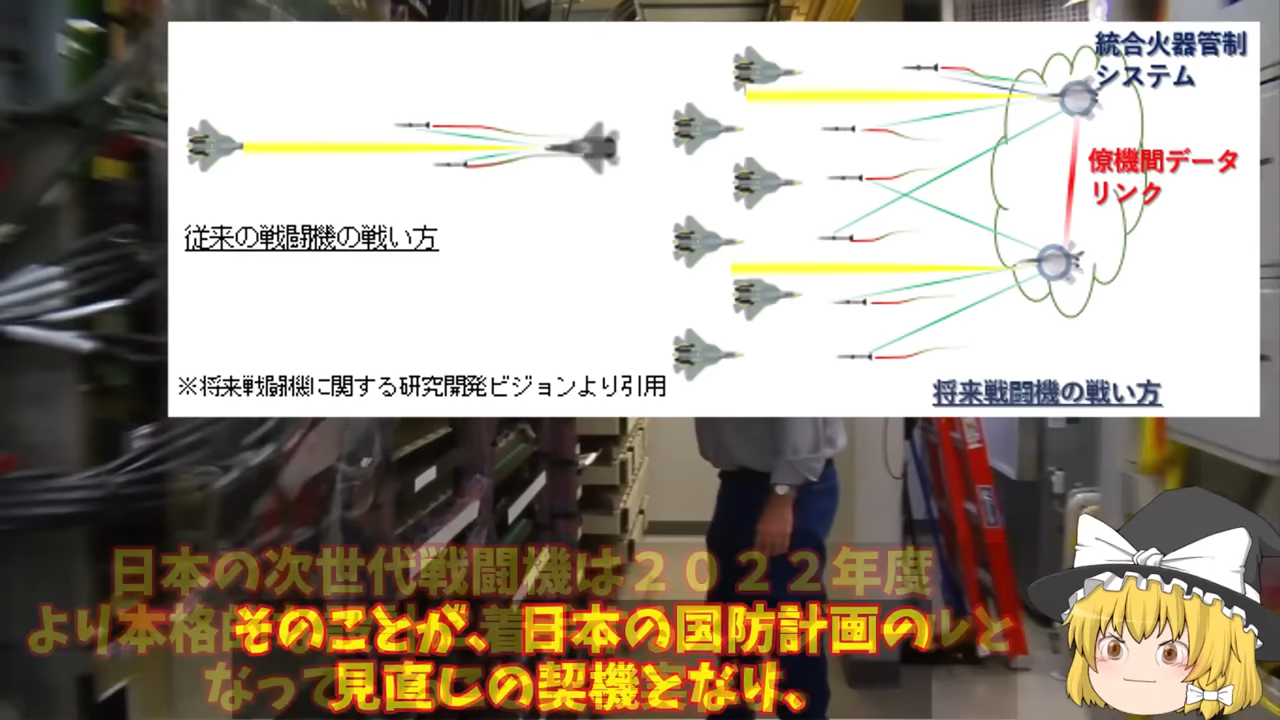 統合火器管制
システム
僚機間データ
リンク
従来の戦闘機の戦い方
※将来戦闘機に関する研究開発ビジョンより引用
将来戦闘機の戦い方
日本の次世代戦闘機は２０２２年度
より本格
なって
そのことが、日本の国防計画の
見直しの契機となり、